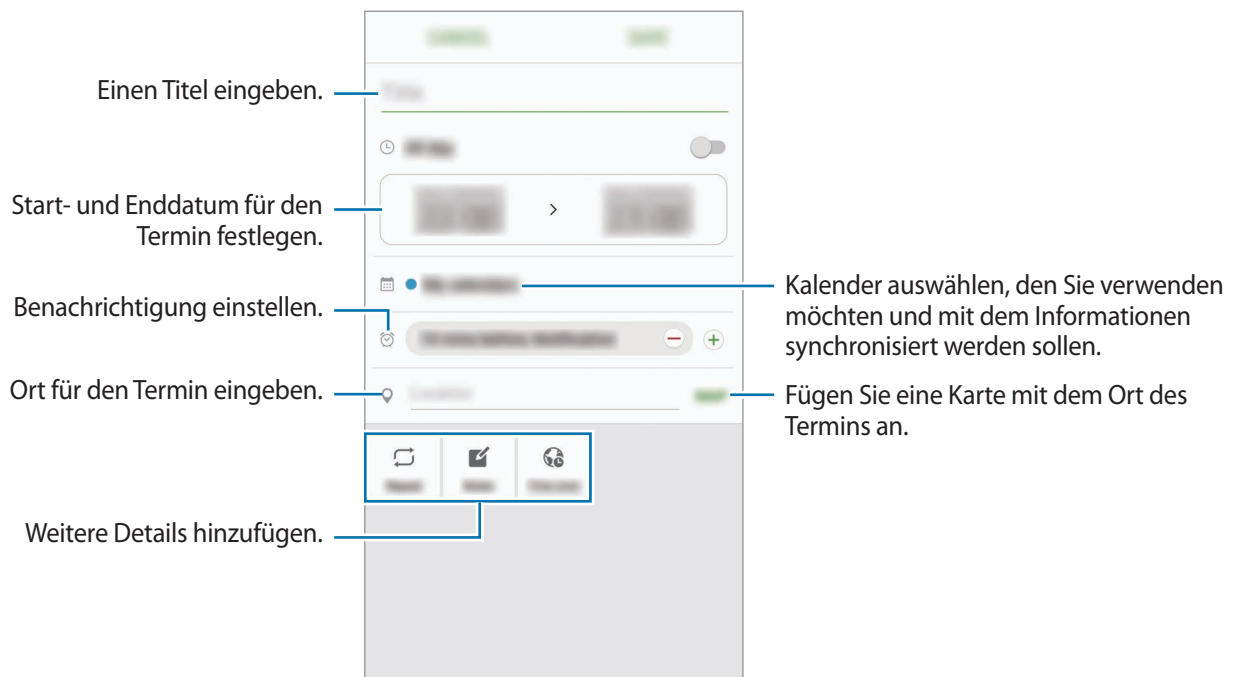 Einen Titel eingeben.
Start- und Enddatum für den
Termin festlegen.
Benachrichtigung einstellen.
Ort für den Termin eingeben.
Weitere Details hinzufügen.
Kalender auswählen, den Sie verwenden
möchten und mit dem Informationen
synchronisiert werden sollen.
Fügen Sie eine Karte mit dem Ort des
Termins an.